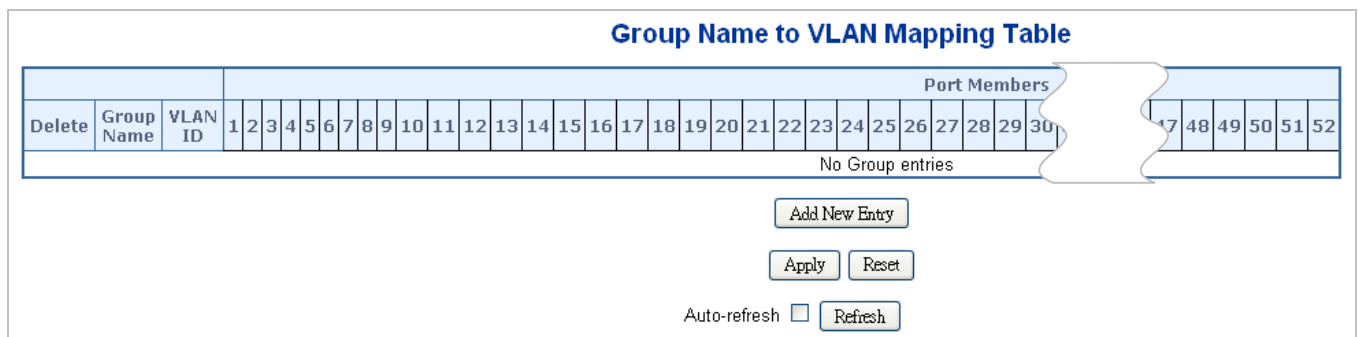 Group Name to VLAN Mapping Table
Port Members
Delete Group Name VLAN ID 1 2 3 4 5 6 7 8 9 10 11 12 13 14 15 16 17 18 19 20 21 22 23 24 25 26 27 28 29 30 47 48 49 50 51 52
No Group entries
Add New Entry
Apply Reset
Auto-refresh Refresh